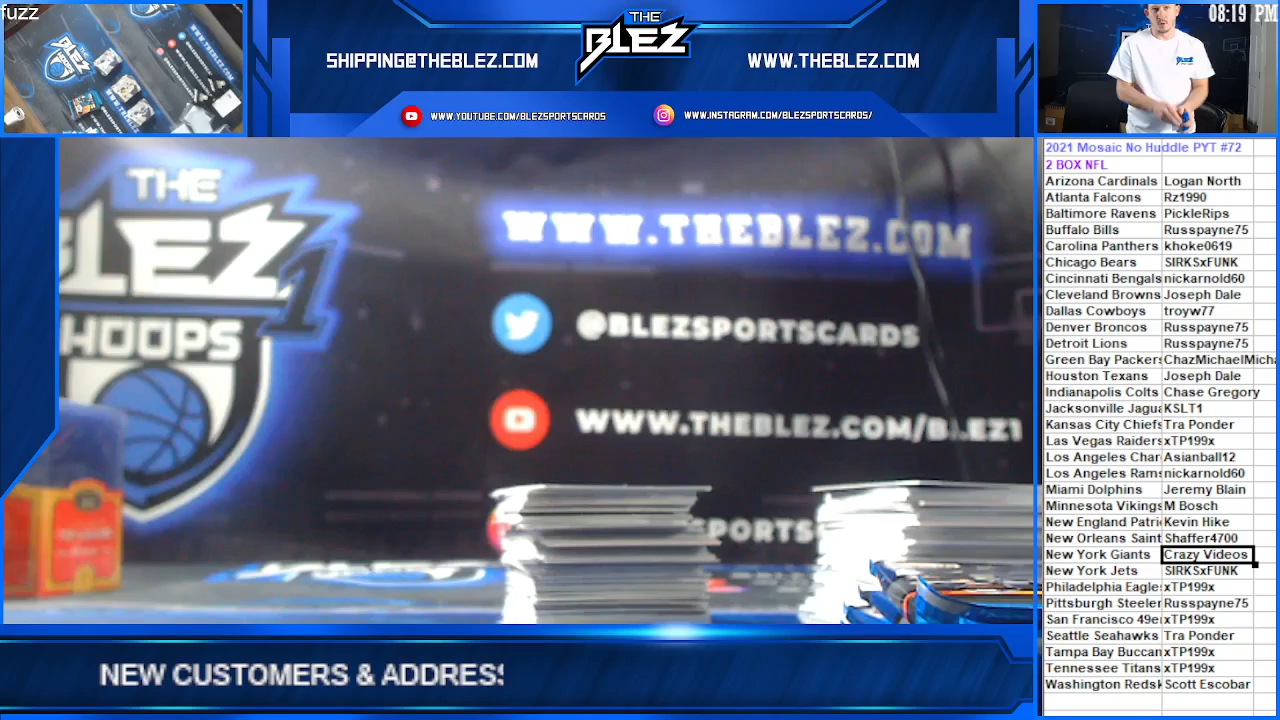 fuzz
SHIPPING@THEBLEZ.COM
THE
BLEZ
WWW.THEBLEZ.COM
WWW.YOUTUBE.COM/BLEZSPORTSCARDS
WWW.INSTAGRAM.COM/BLEZSPORTSCARDS/
08:19 PM
THE
BLEZ
1
HOOPS
WWW.THEBLEZ.COM
@BLEZSPORTSCARDS
WWW.THEBLEZ.COM/BLEZ1
2021 Mosaic No Huddle PYT #72
2 BOX NFL
Arizona Cardinals Logan North
Atlanta Falcons Rz1990
Baltimore Ravens PickleRips
Buffalo Bills Russpayne75
Carolina Panthers khoke0619
Chicago Bears SIRKSxFUNK
Cincinnati Bengals nickarnold60
Cleveland Browns Joseph Dale
Dallas Cowboys troyw77
Denver Broncos Russpayne75
Detroit Lions Russpayne75
Green Bay Packers ChazMichaelMicha
Houston Texans Joseph Dale
Indianapolis Colts Chase Gregory
Jacksonville Jagua KSLT1
Kansas City Chiefs Tra Ponder
Las Vegas Raiders xTP199x
Los Angeles Char Asianball12
Los Angeles Rams nickarnold60
Miami Dolphins Jeremy Blain
Minnesota Vikings M Bosch
New England Patri Kevin Hike
New Orleans Saint Shaffer4700
New York Giants Crazy Videos
New York Jets SIRKSxFUNK
Philadelphia Eagle xTP199x
Pittsburgh Steeler Russpayne75
San Francisco 49e xTP199x
Seattle Seahawks Tra Ponder
Tampa Bay Buccan xTP199x
Tennessee Titans xTP199x
Washington Redsk Scott Escobar
NEW CUSTOMERS & ADDRESS